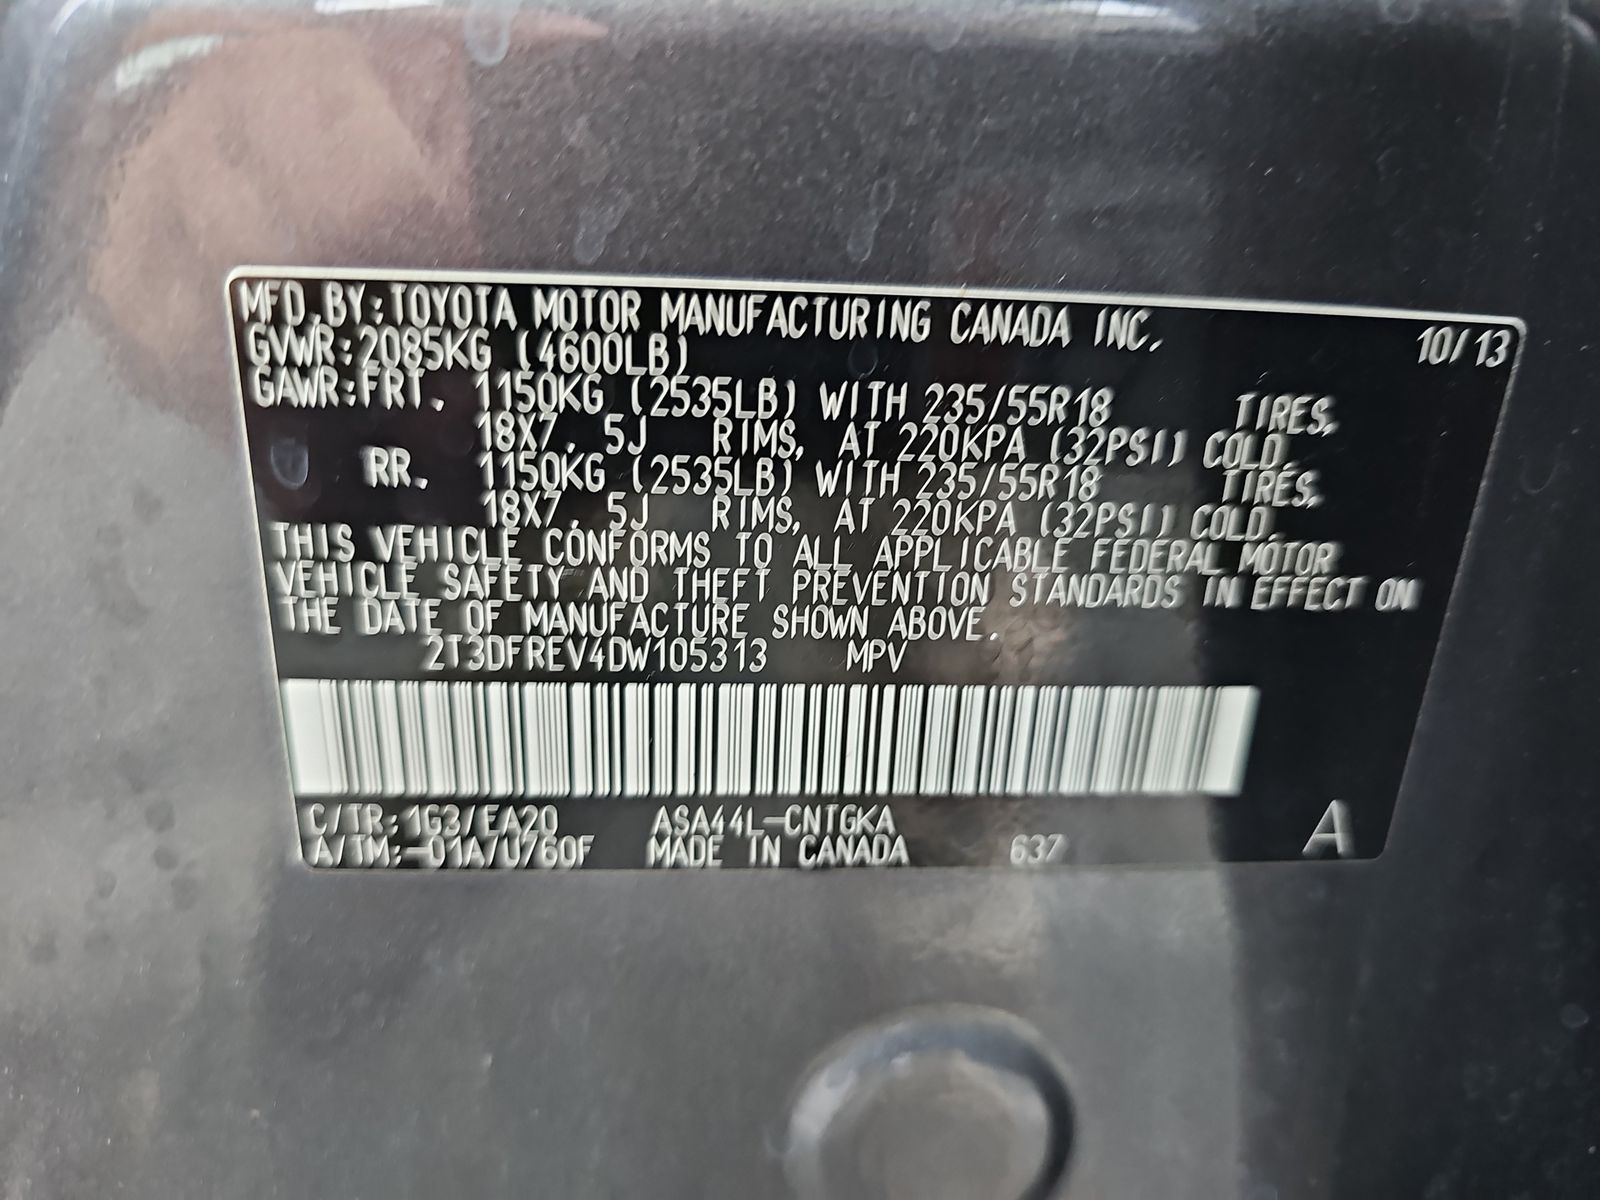 MFD. BY: TOYOTA MOTOR MANUFACTURING CANADA INC. 10/13
GVWR: 2085KG (4600LB)
GAWR: FRT. 1150KG (2535LB) WITH 235/55R18 TIRES,
18X7. 5J RIMS, AT 220KPA (32PSI) COLD.
RR. 1150KG (2535LB) WITH 235/55R18 TIRES,
18X7. 5J RIMS, AT 220KPA (32PSI) COLD.
THIS VEHICLE CONFORMS TO ALL APPLICABLE FEDERAL MOTOR
VEHICLE SAFETY AND THEFT PREVENTION STANDARDS IN EFFECT ON
THE DATE OF MANUFACTURE SHOWN ABOVE.
2T3DFREV4DW105313 MPV
C/TR: 1G3/EA20 ASA44L-CNTGKA
A/TM: -01A/U760F MADE IN CANADA 637 A